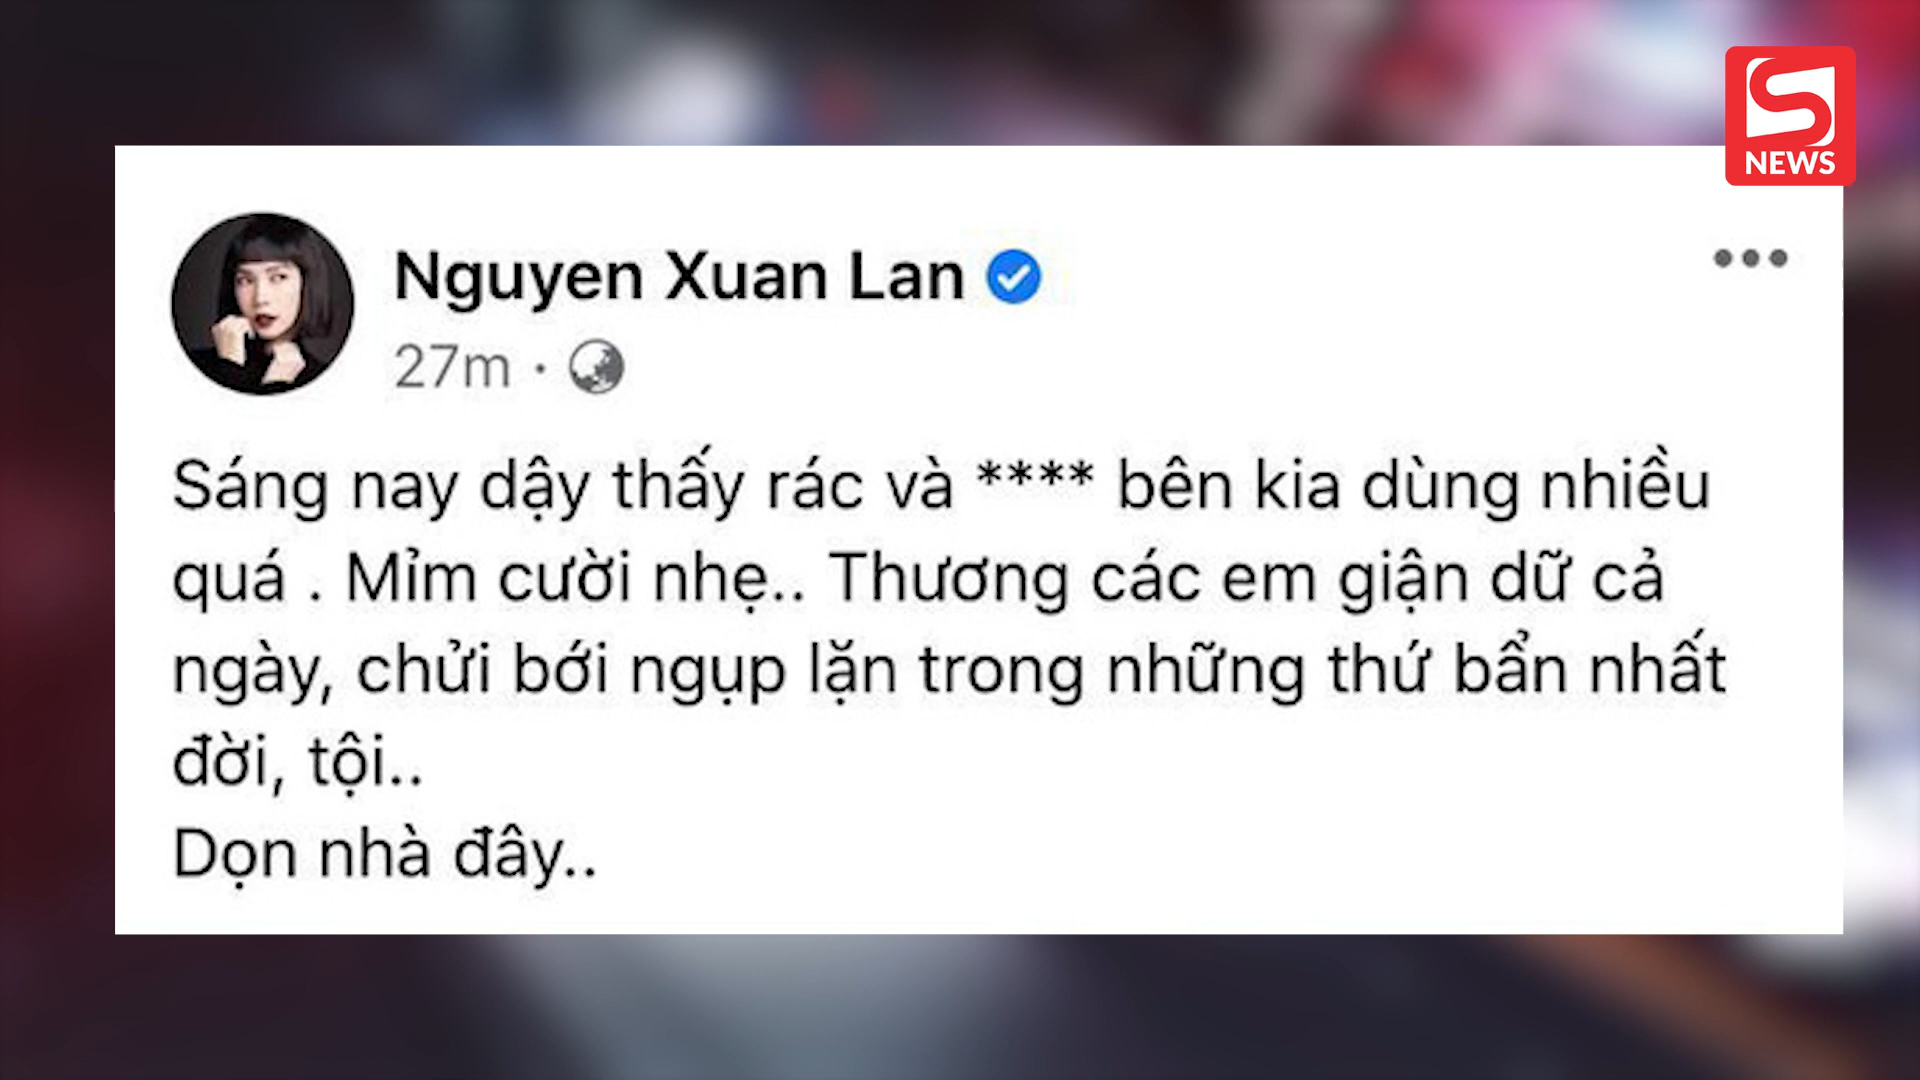 S
NEWS
Nguyen Xuan Lan
27m ·
Sáng nay dậy thấy rác và **** bên kia dùng nhiều
quá . Mỉm cười nhẹ.. Thương các em giận dữ cả
ngày, chửi bới ngụp lặn trong những thứ bẩn nhất
đời, tội..
Dọn nhà đây..